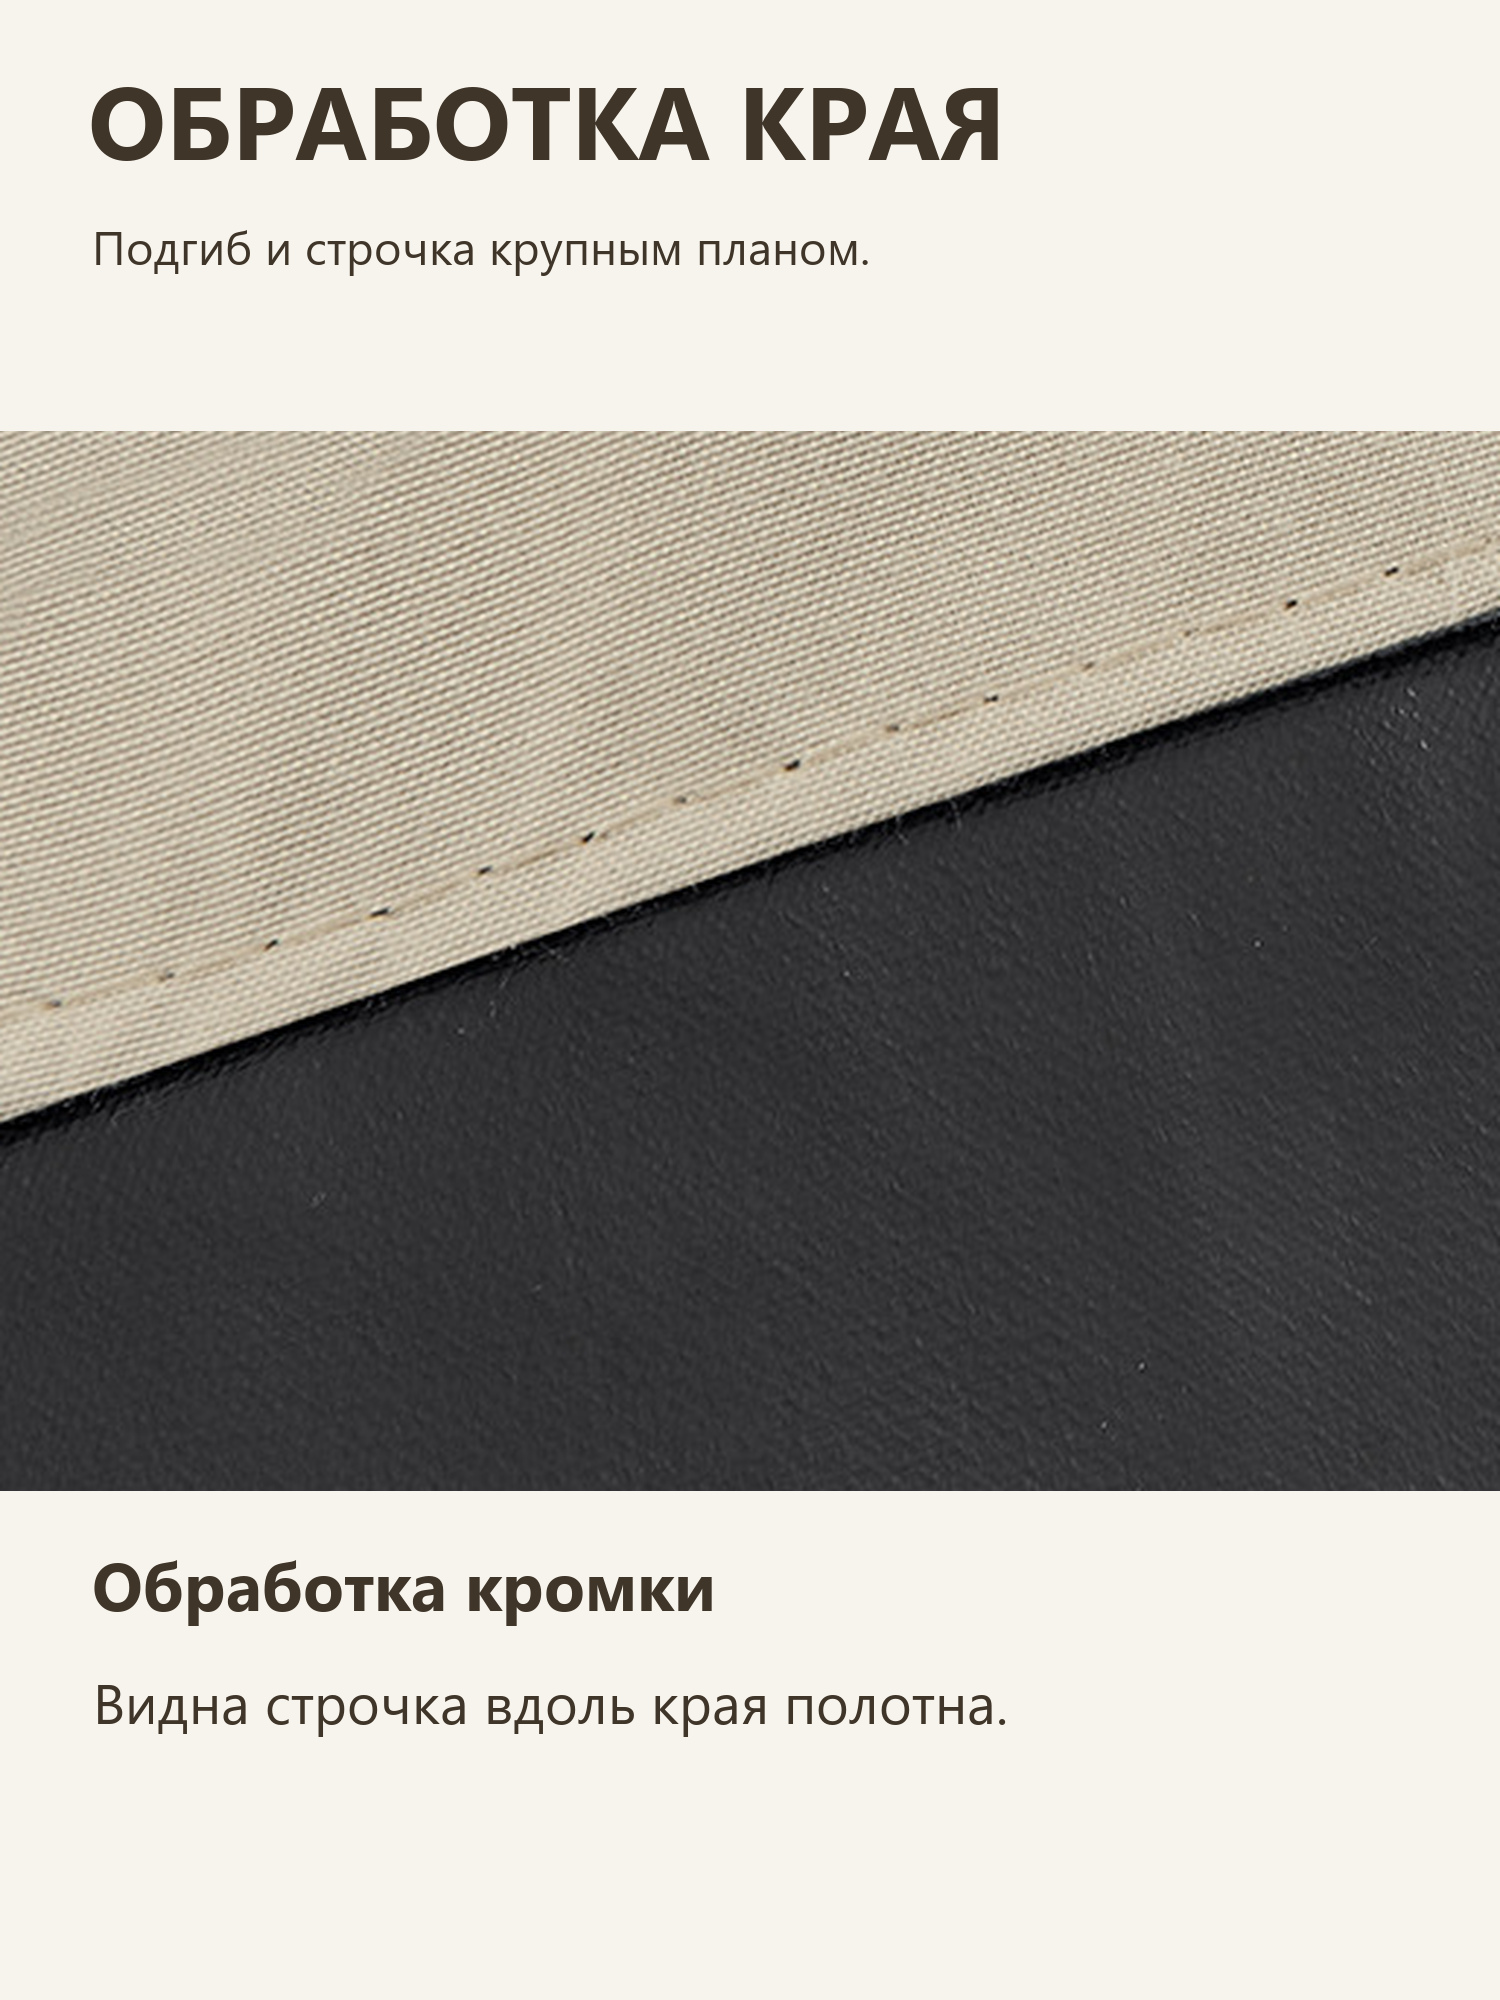 ОБРАБОТКА КРАЯ
Подгиб и строчка крупным планом.
Обработка кромки
Видна строчка вдоль края полотна.